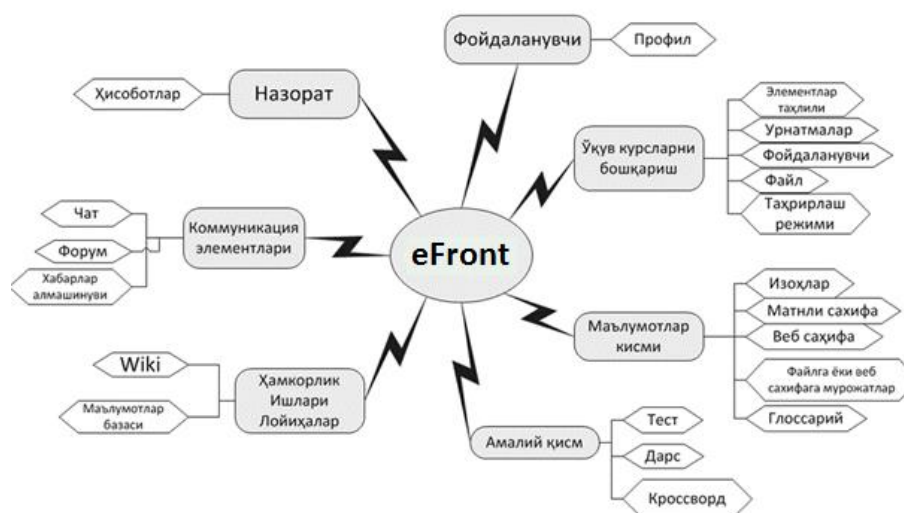 Фойдаланувчи
Профил
Ҳисоботлар
Назорат
Элементлар
таҳлили
Урнатмалар
Фойдаланувчи
Файл
Таҳрирлаш
режими
Ўқув курсларни
бошқариш
Чат
Форум
Хабарлар
алмашинуви
Коммуникация
элементлари
eFront
Изоҳлар
Матнли сахифа
Веб саҳифа
Файлга ёки веб
сахифага мурожатлар
Глоссарий
Маълумотлар
кисми
Wiki
Маълумотлар
базаси
Ҳамкорлик
Ишлари
Лойиҳалар
Амалий қисм
Тест
Дарс
Кроссворд